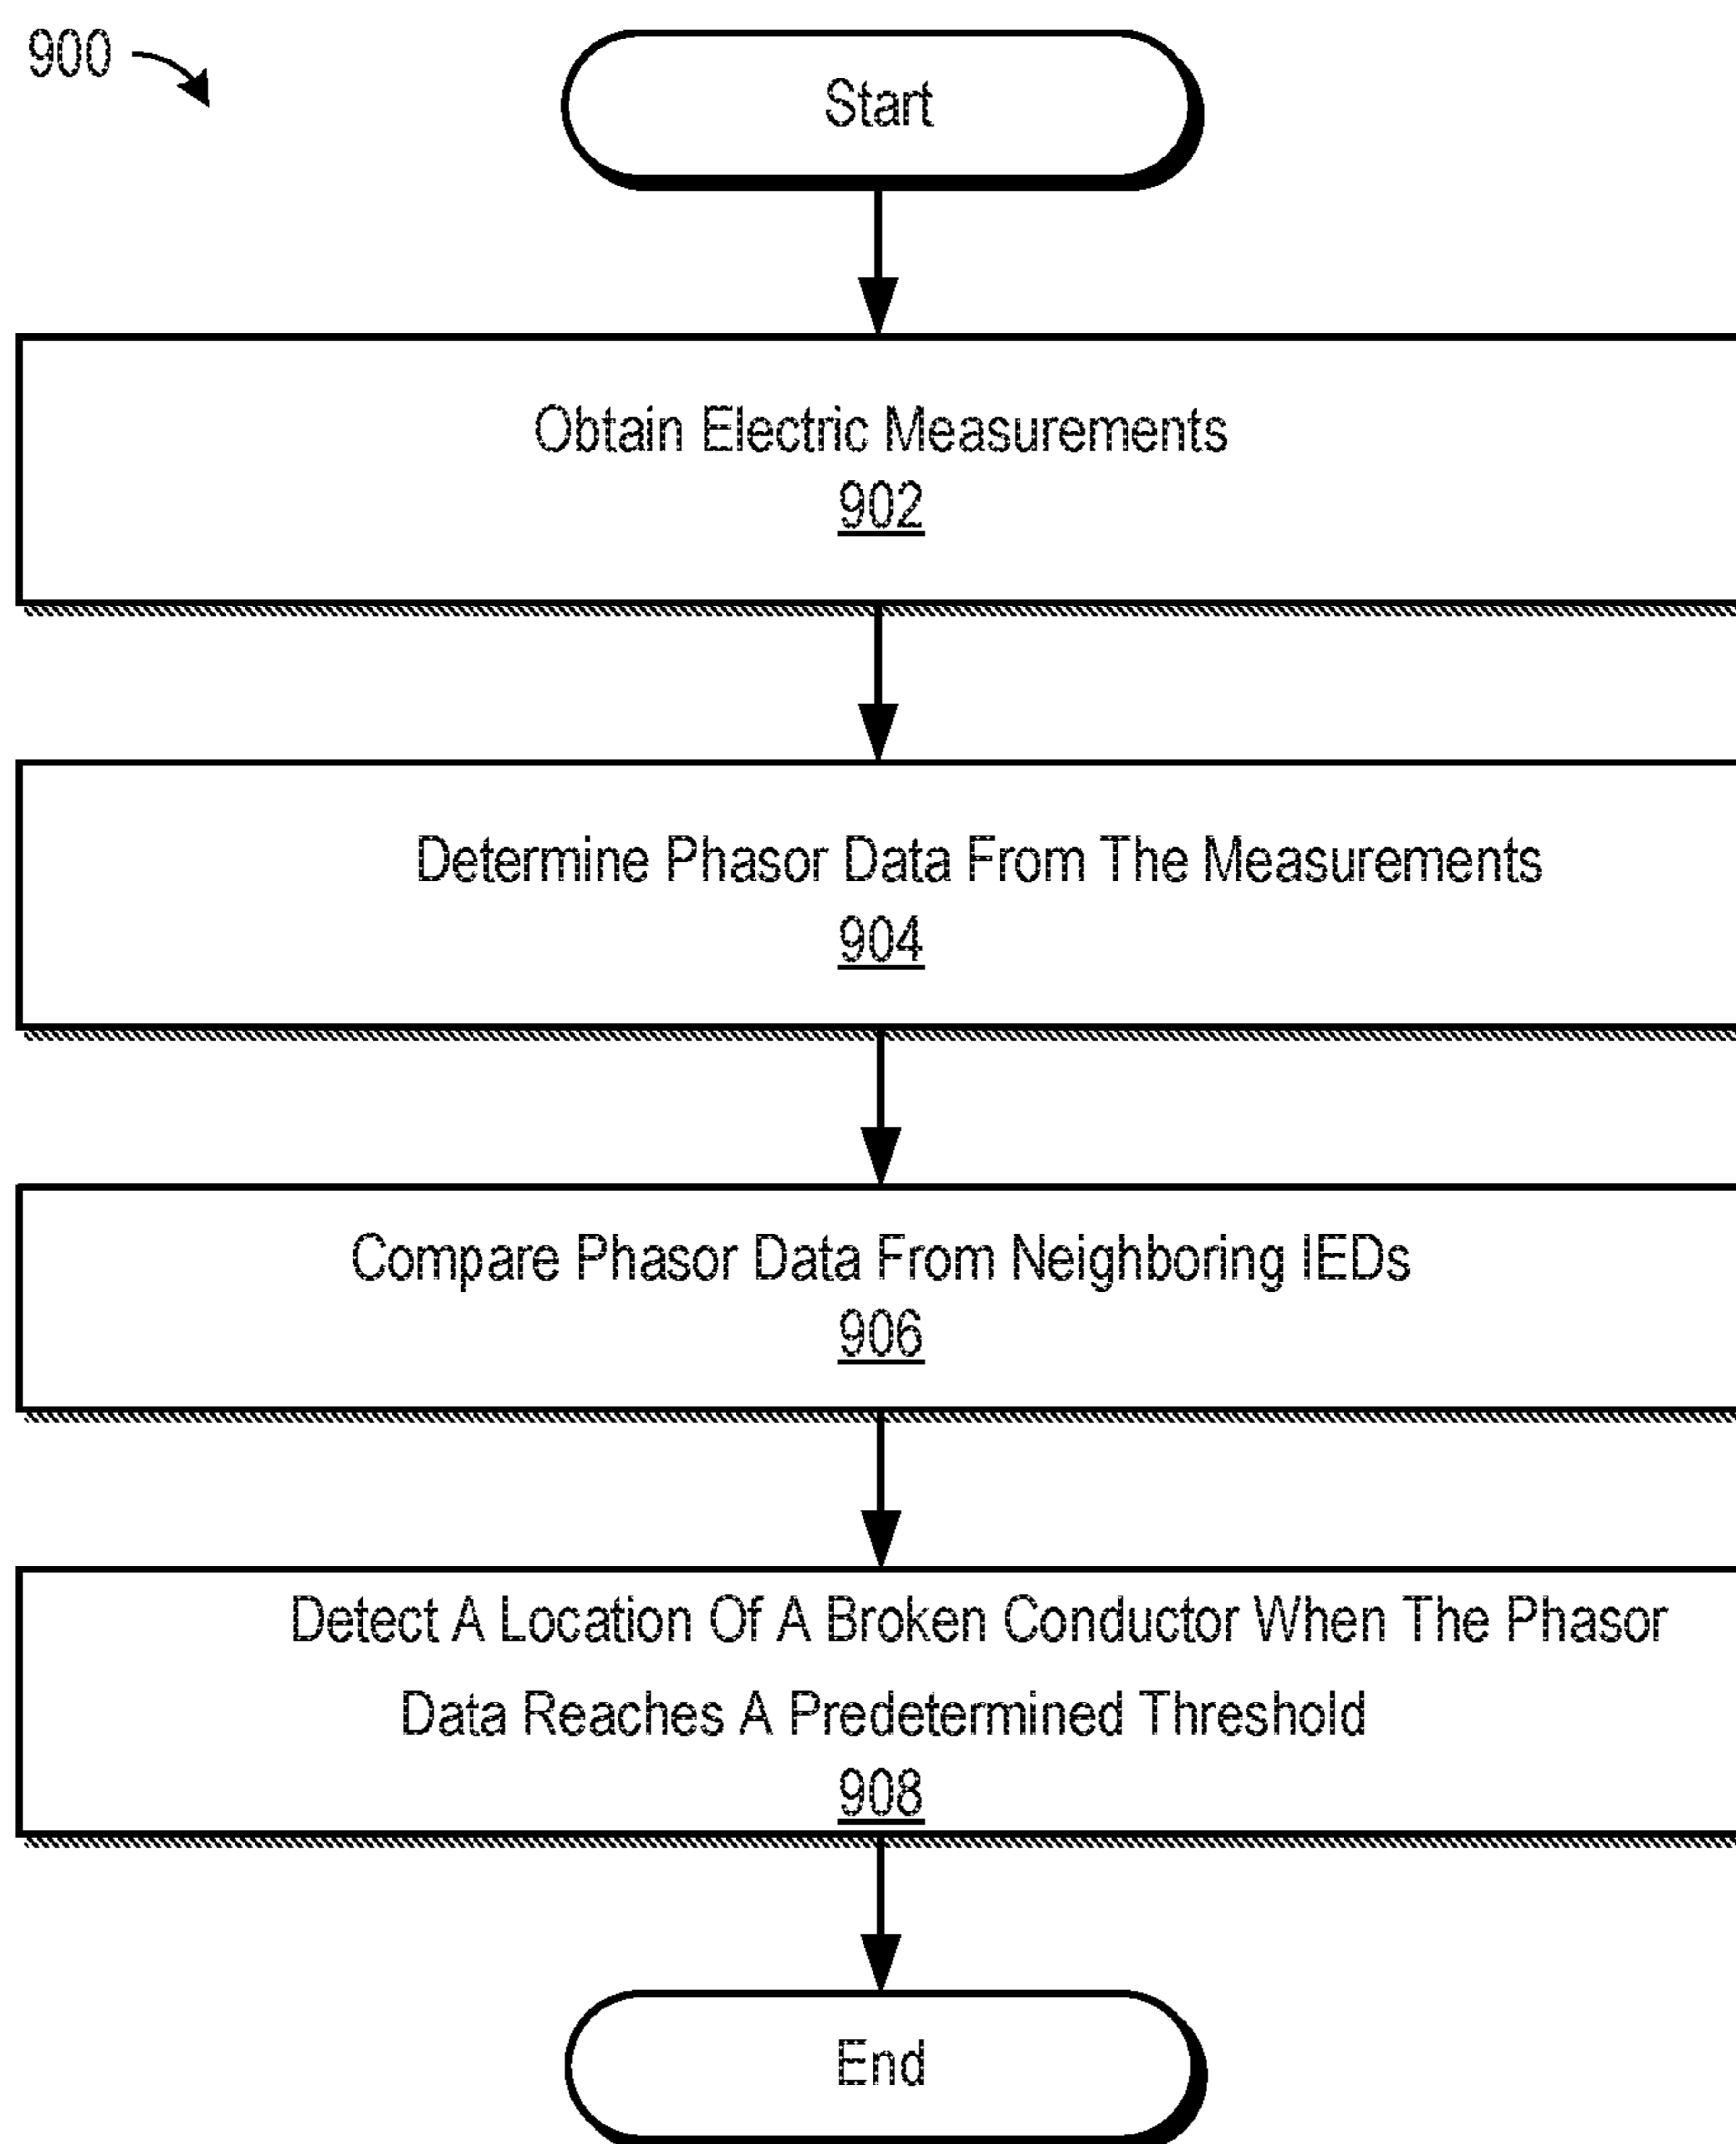 900
Start
Obtain Electric Measurements
902
Determine Phasor Data From The Measurements
904
Compare Phasor Data From Neighboring IEDs
906
Detect A Location Of A Broken Conductor When The Phasor
Data Reaches A Predetermined Threshold
908
End